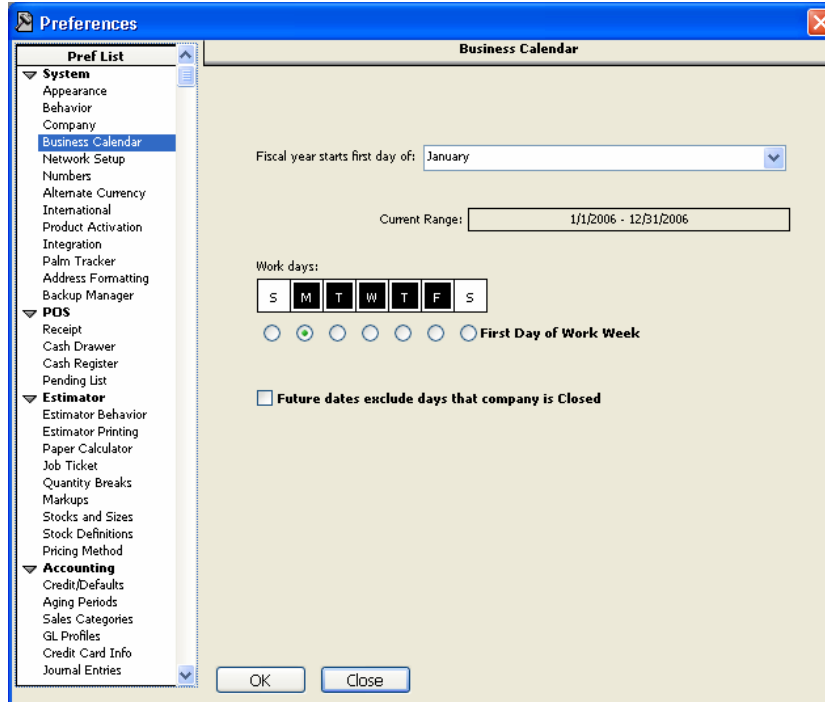 Preferences
Pref List
System
Appearance
Behavior
Company
Business Calendar
Network Setup
Numbers
Alternate Currency
International
Product Activation
Integration
Palm Tracker
Address Formatting
Backup Manager
POS
Receipt
Cash Drawer
Cash Register
Pending List
Estimator
Estimator Behavior
Estimator Printing
Paper Calculator
Job Ticket
Quantity Breaks
Markups
Stocks and Sizes
Stock Definitions
Pricing Method
Accounting
Credit/Defaults
Aging Periods
Sales Categories
GL Profiles
Credit Card Info
Journal Entries
Business Calendar
Fiscal year starts first day of: January
Current Range: 1/1/2006 - 12/31/2006
Work days:
S M T W T F S
First Day of Work Week
Future dates exclude days that company is Closed
OK Close